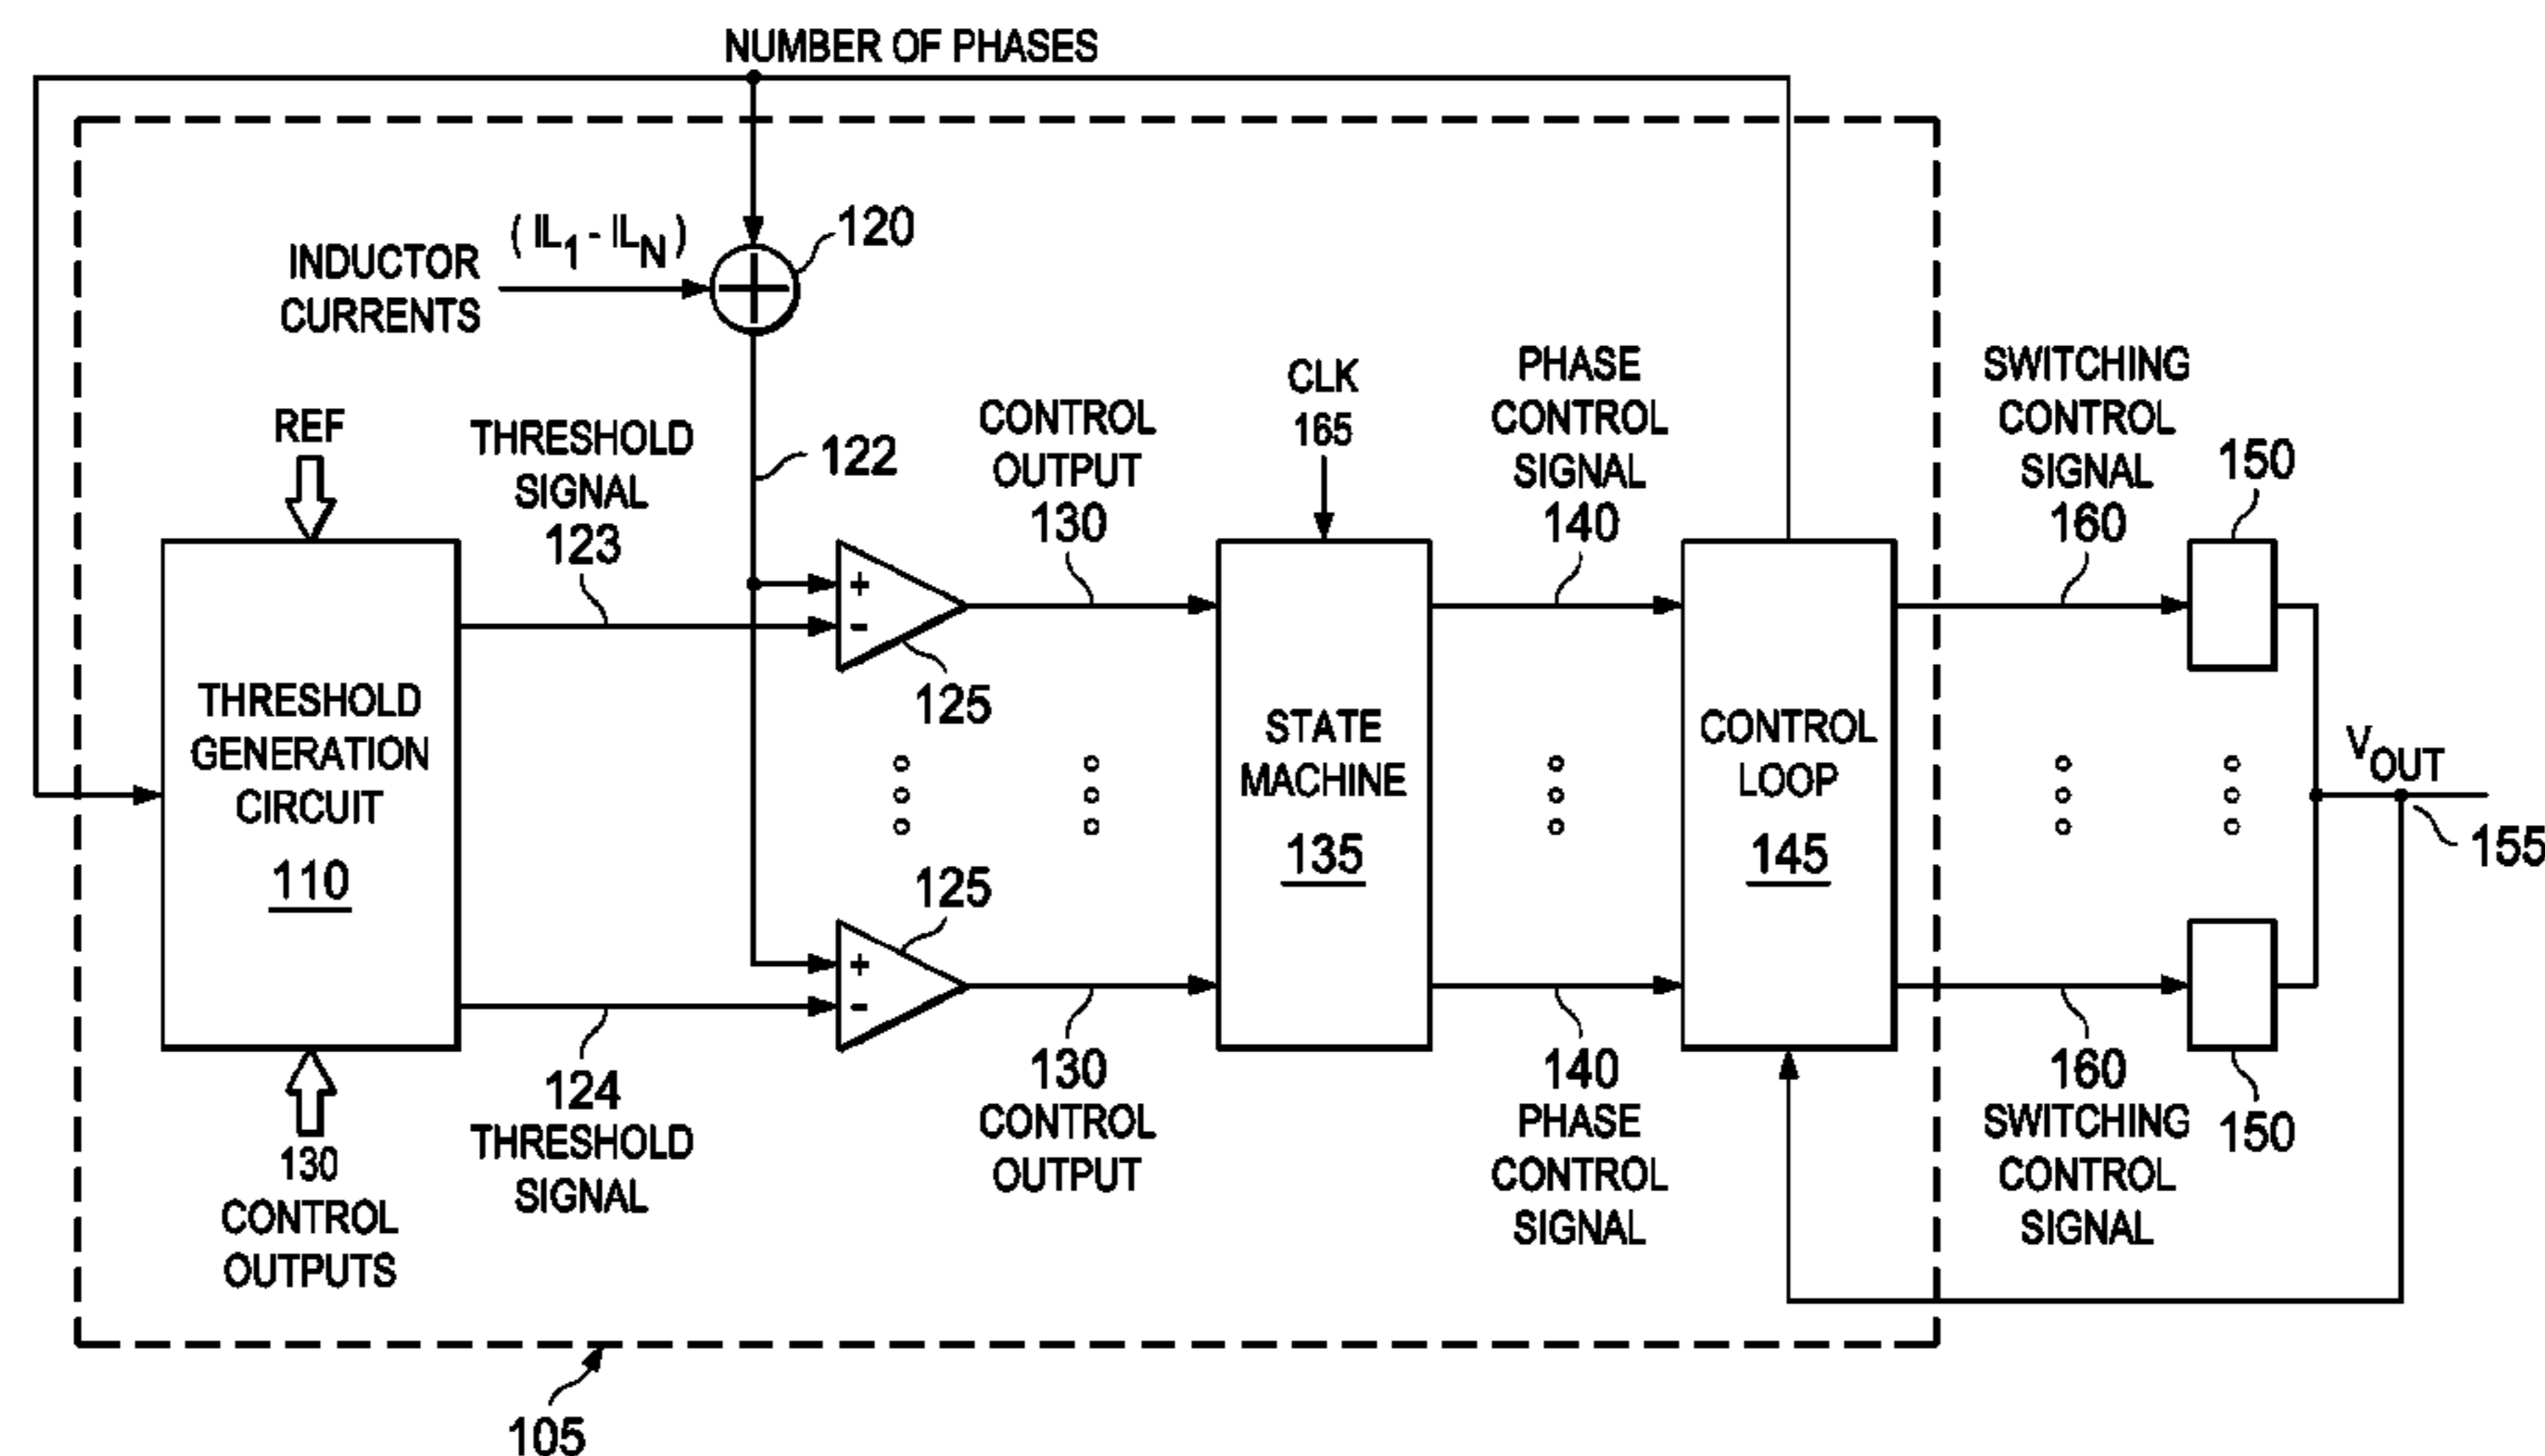 NUMBER OF PHASES
INDUCTOR
CURRENTS
(IL1 - ILN)
120
REF
THRESHOLD
SIGNAL
123
122
CONTROL
OUTPUT
130
CLK
165
PHASE
CONTROL
SIGNAL
140
SWITCHING
CONTROL
SIGNAL
160
150
+
-
125
THRESHOLD
GENERATION
CIRCUIT
110
STATE
MACHINE
135
CONTROL
LOOP
145
VOUT
155
125
+
-
124
THRESHOLD
SIGNAL
130
CONTROL
OUTPUT
140
PHASE
CONTROL
SIGNAL
160
SWITCHING
CONTROL
SIGNAL
150
130
CONTROL
OUTPUTS
105